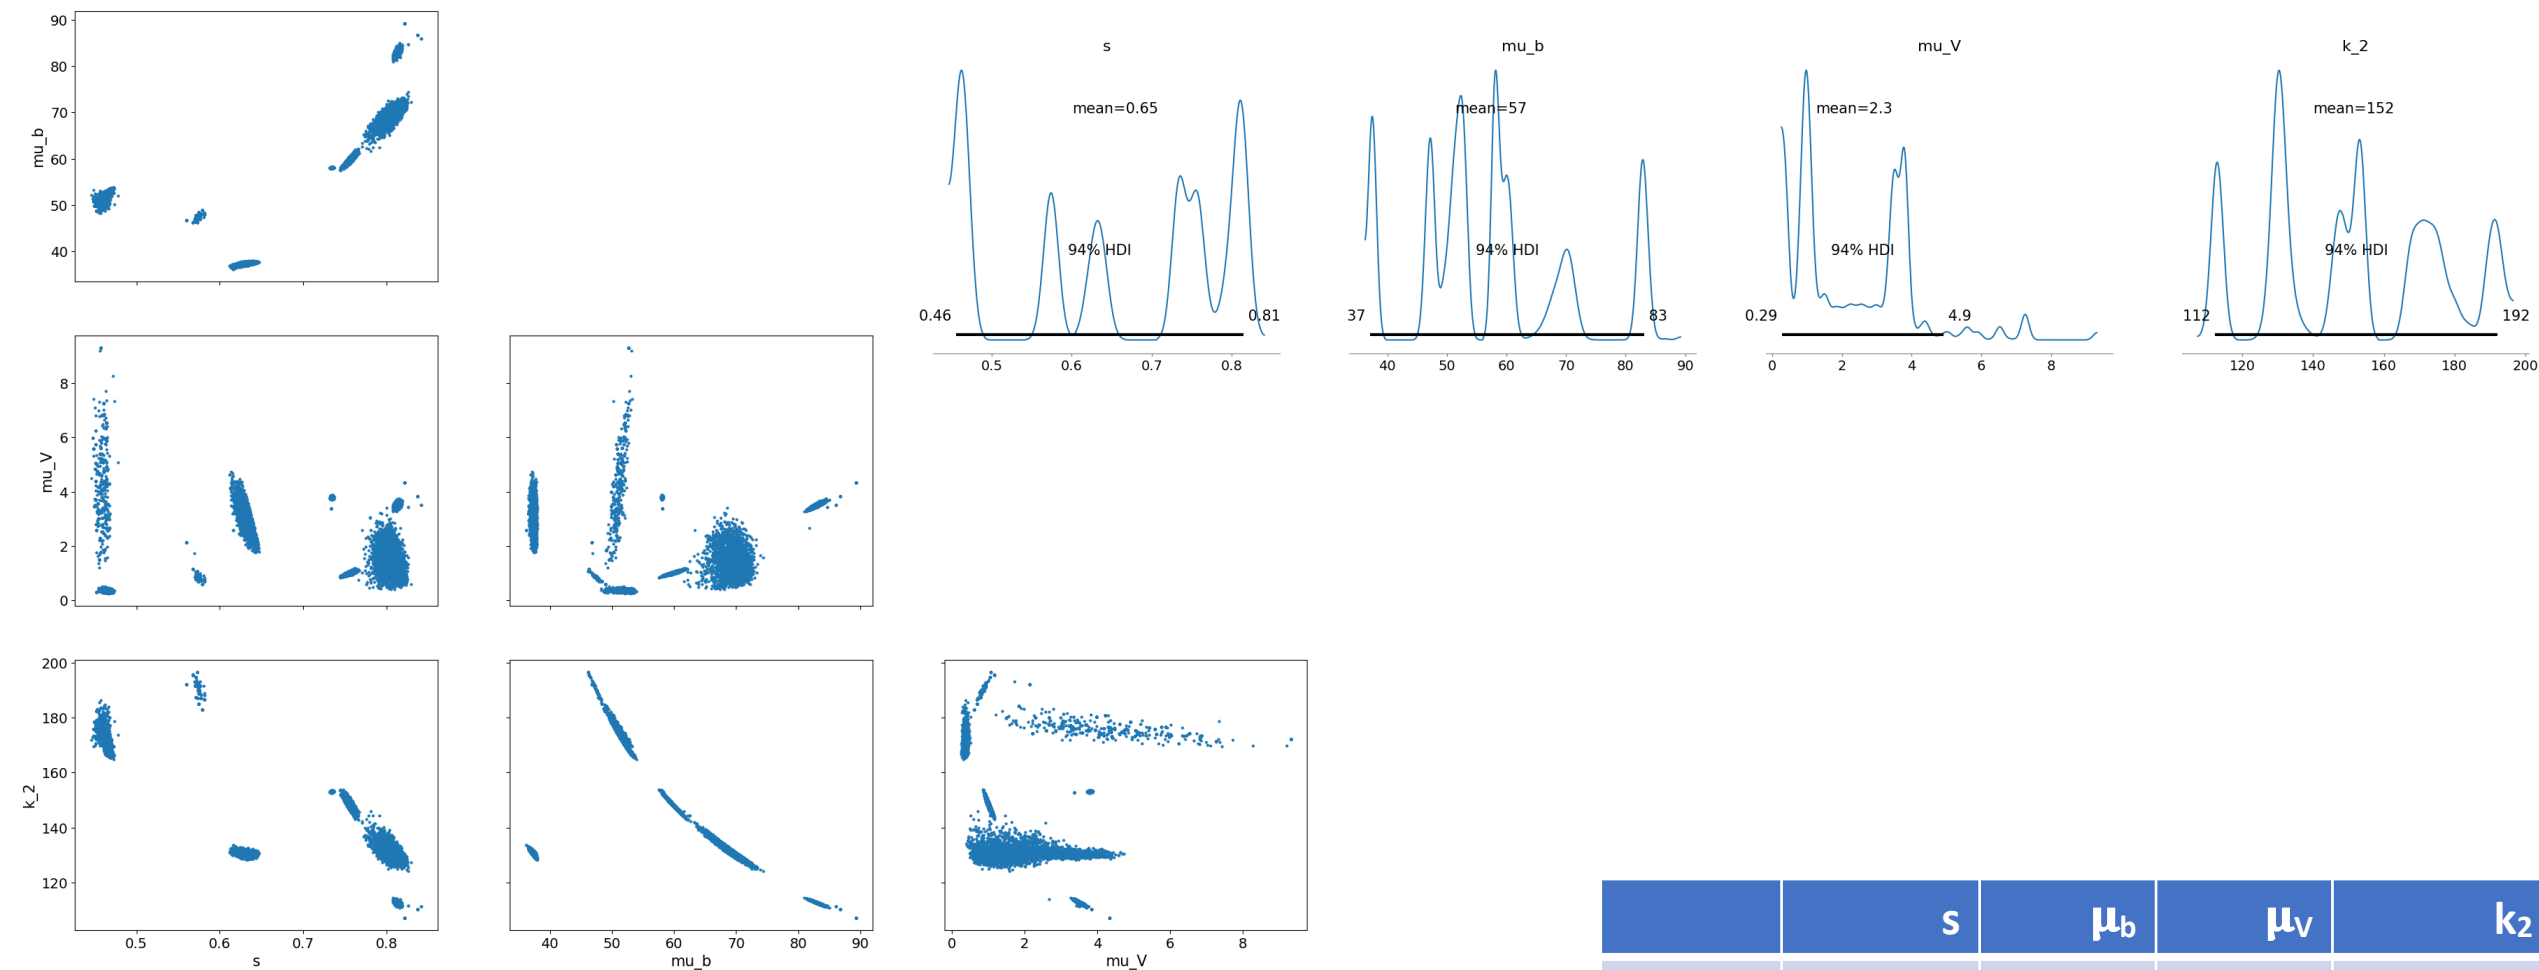 90
80
70
60
50
40
mu_b
8
6
4
2
0
mu_V
200
180
160
140
120
k_2
0.5 0.6 0.7 0.8
s
40 50 60 70 80 90
mu_b
0 2 4 6 8
mu_V
s
mean=0.65
94% HDI
0.46 0.81
0.5 0.6 0.7 0.8
mu_b
mean=57
94% HDI
37 83
40 50 60 70 80 90
mu_V
mean=2.3
94% HDI
0.29 4.9
0 2 4 6 8
k_2
mean=152
94% HDI
112 192
120 140 160 180 200
s μb μV k2